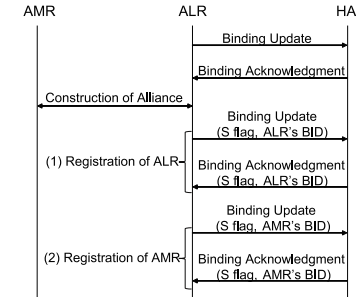 AMR ALR HA
Binding Update
Binding Acknowledgment
Construction of Alliance
Binding Update
(S flag, ALR's BID)
(1) Registration of ALR
Binding Acknowledgment
(S flag, ALR's BID)
Binding Update
(S flag, AMR's BID)
(2) Registration of AMR
Binding Acknowledgment
(S flag, AMR's BID)